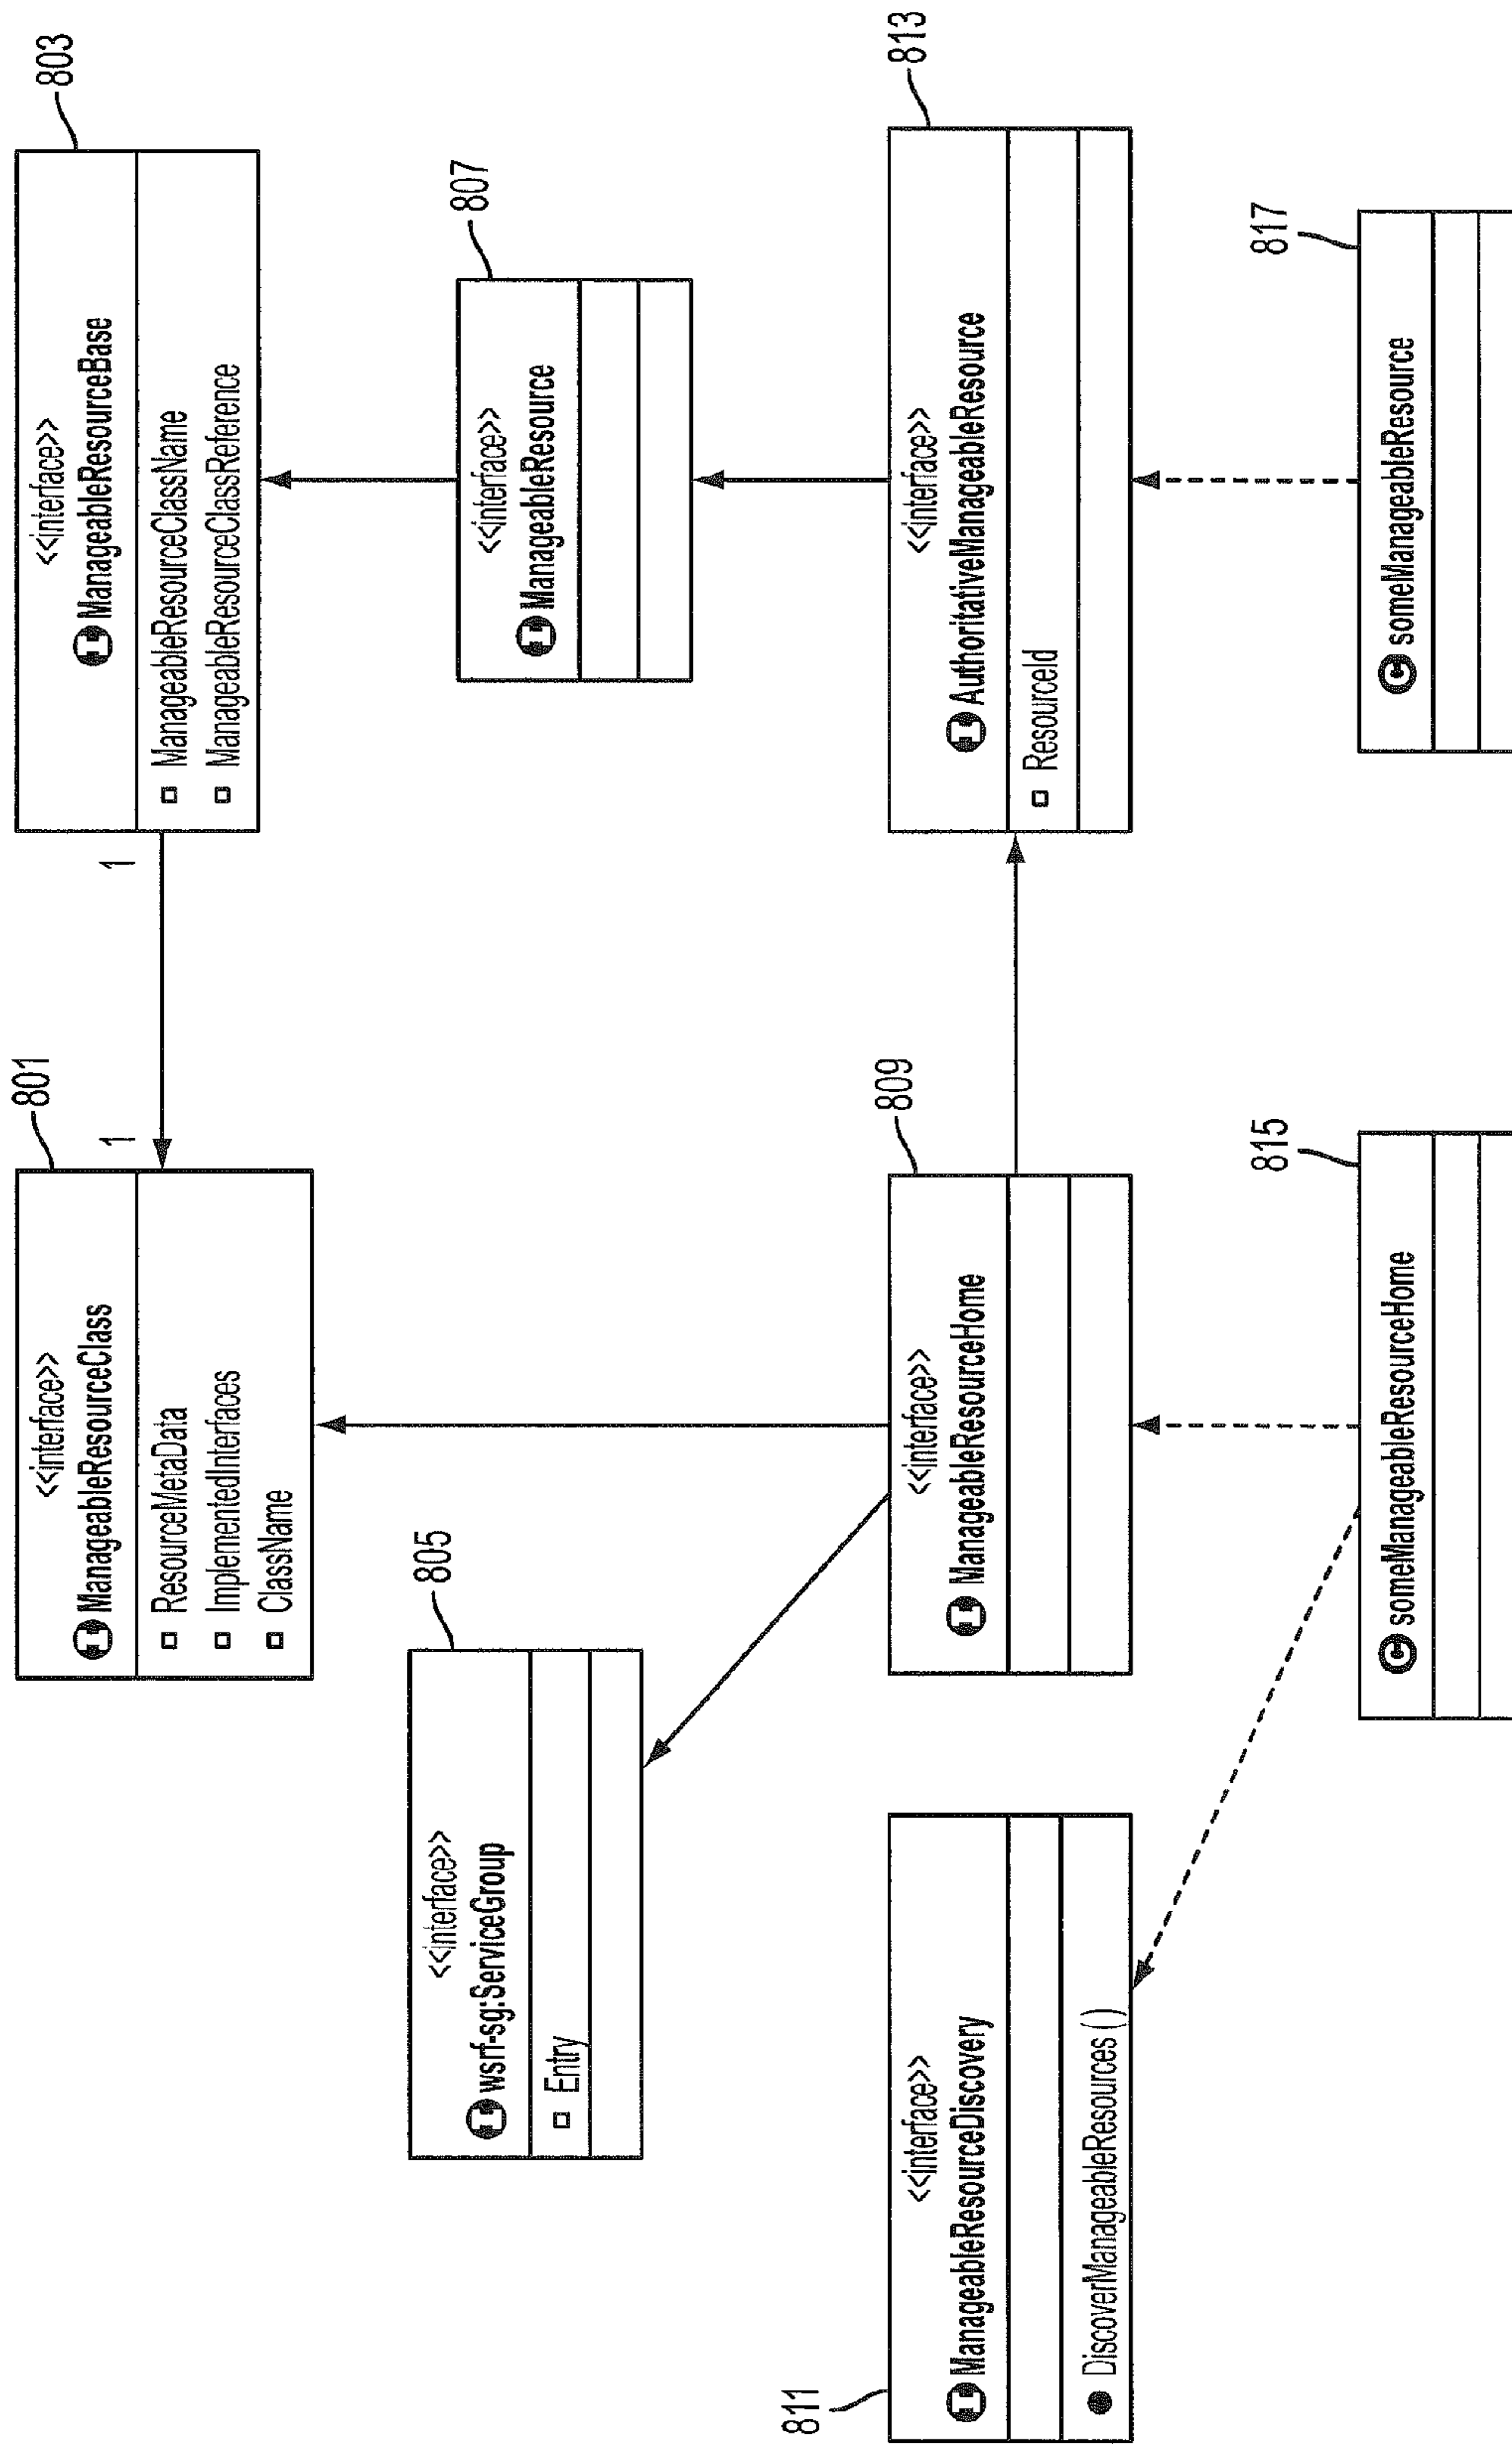 801
<<interface>>
ManageableResourceClass
ResourceMetaData
ImplementedInterfaces
ClassName
1
1
803
<<interface>>
ManageableResourceBase
ManageableResourceClassName
ManageableResourceClassReference
805
<<interface>>
wsrf-sg:ServiceGroup
Entry
807
<<interface>>
ManageableResource
811
<<interface>>
ManageableResourceDiscovery
DiscoverManageableResources ()
809
<<interface>>
ManageableResourceHome
813
<<interface>>
AuthoritativeManageableResource
ResourceId
815
C someManageableResourceHome
817
C someManageableResource